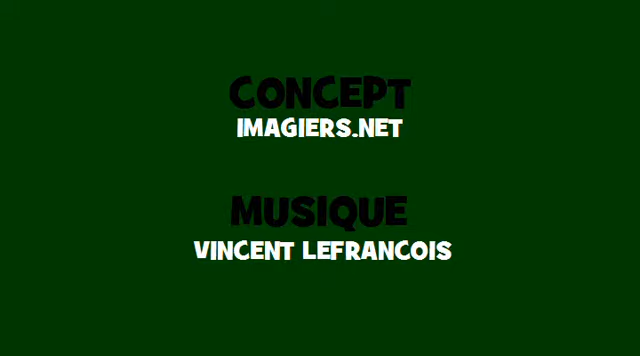 CONCEPT
IMAGIERS.NET
MUSIQUE
VINCENT LEFRANCOIS